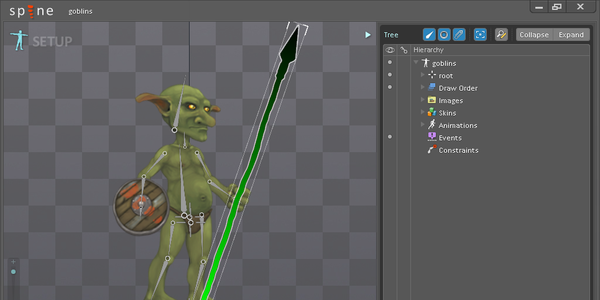 spine goblins
SETUP
Tree Collapse Expand
Hierarchy
goblins
root
Draw Order
Images
Skins
Animations
Events
Constraints